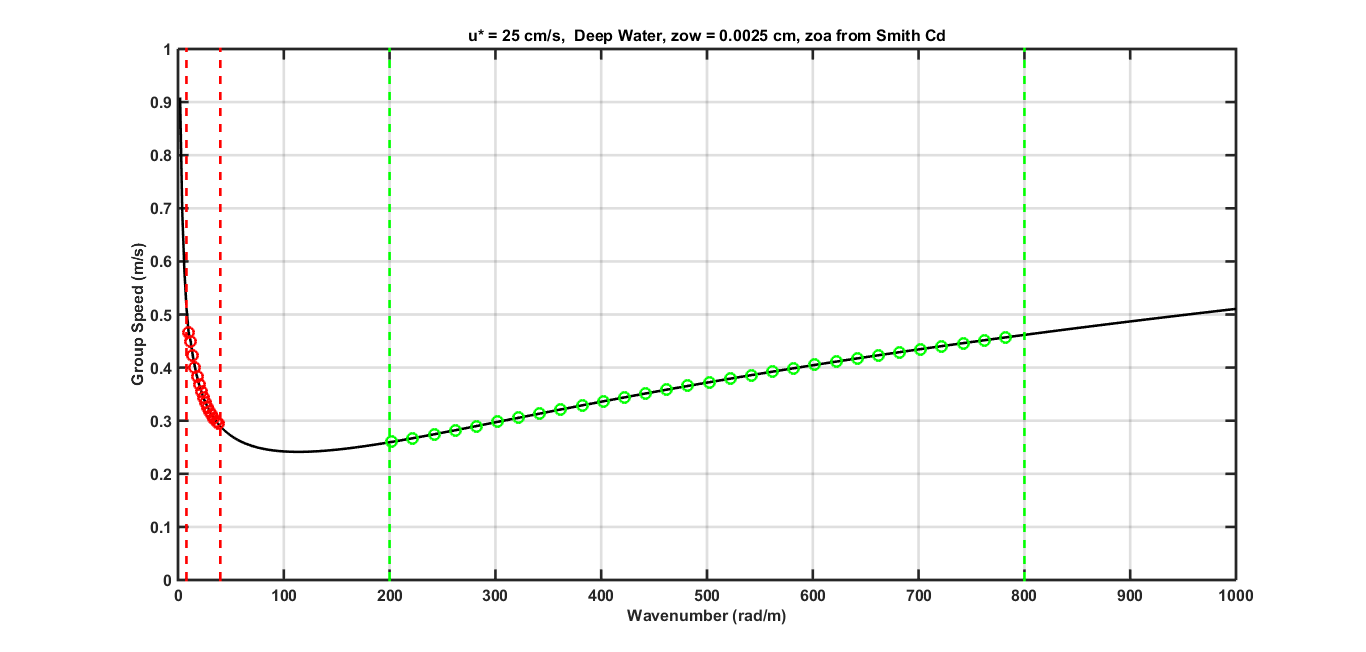 u* = 25 cm/s,  Deep Water, zow = 0.0025 cm, zoa from Smith Cd
1
0.9
0.8
0.7
0.6
0.5
0.4
0.3
0.2
0.1
0
Group Speed (m/s)
0 100 200 300 400 500 600 700 800 900 1000
Wavenumber (rad/m)